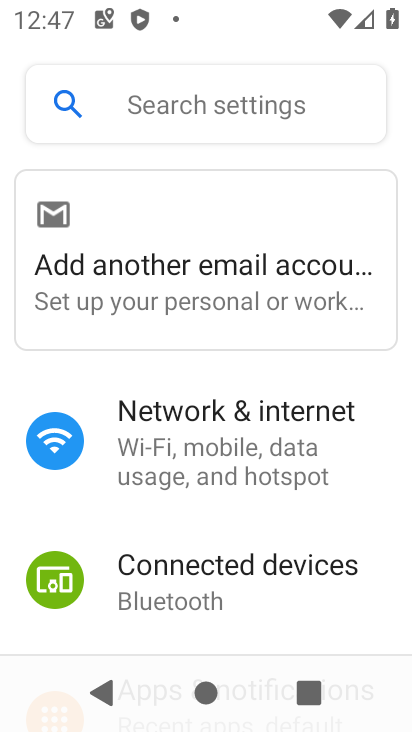 12:47
Search settings
Add another email accou...
Set up your personal or work...
Network & internet
Wi-Fi, mobile, data
usage, and hotspot
Connected devices
Bluetooth
Apps & notifications
Recent apps, default